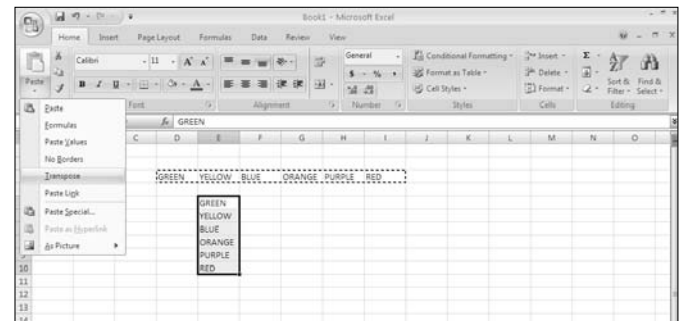 Book1 - Microsoft Excel
Home Insert Page Layout Formulas Data Review View
Calibri 11 A A General Conditional Formatting Insert Σ
B I U A $ % , Format as Table Delete Sort & Find &
Paste Cell Styles Format Filter Select
Font Alignment Number Styles Cells Editing
fx GREEN
C D E F G H I J K L M N O
Paste
Formulas
Paste Values
No Borders
Transpose
Paste Link
Paste Special...
Paste as Hyperlink
As Picture
GREEN YELLOW BLUE ORANGE PURPLE RED
GREEN
YELLOW
BLUE
ORANGE
PURPLE
10 RED
11
12
13
14